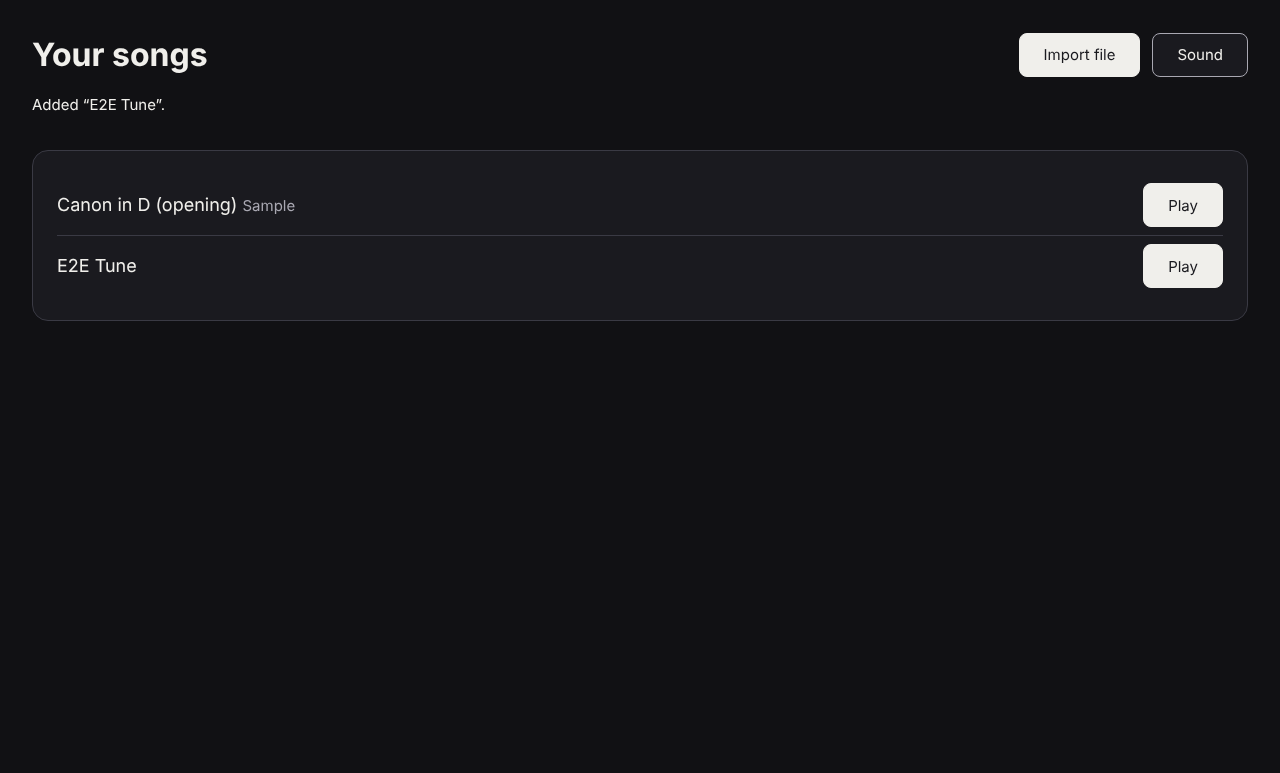 Your songs
Import file
Sound
Added “E2E Tune”.
Canon in D (opening) Sample
Play
E2E Tune
Play